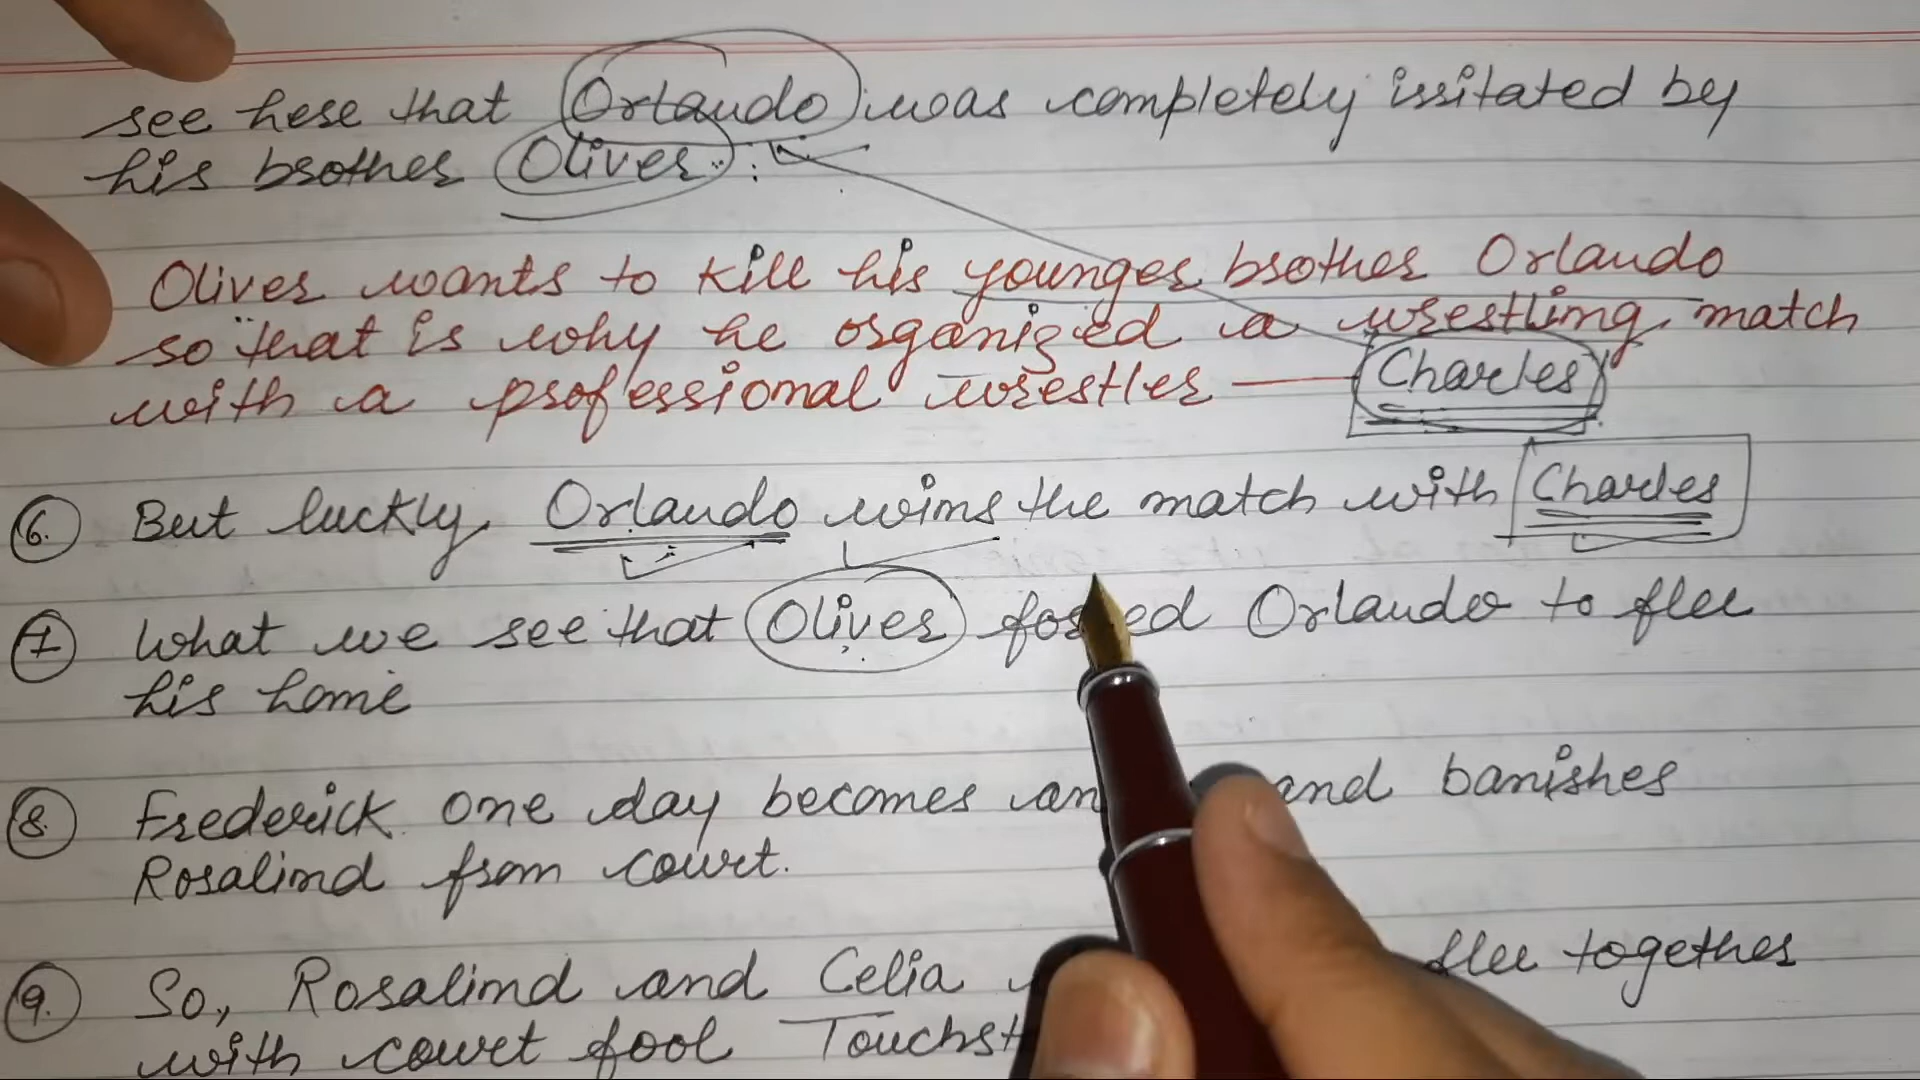 see here that Orlando was completely irritated by
his brother Oliver.. :
Oliver wants to kill his younger brother Orlando
so that is why he organized a wrestling match
with a professional wrestler — Charles
6. But luckly, Orlando wins the match with Charles
7 What we see that Oliver forced Orlando to flee
his home
8. Frederick one day becomes and banishes
Rosalind from court.
9. So, Rosalind and Celia flee together
with court fool